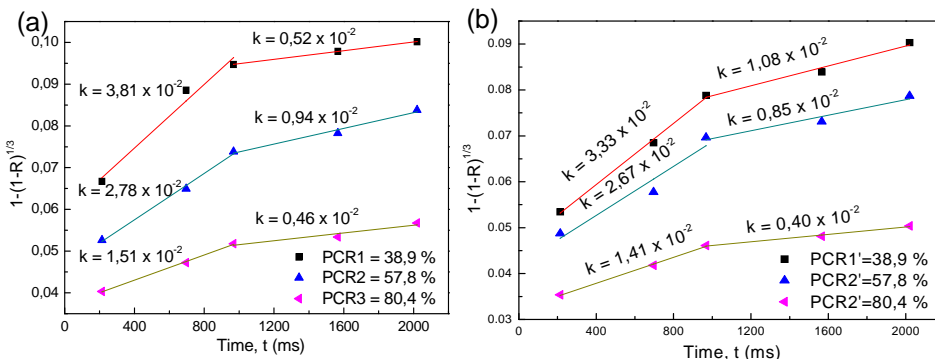 (a)
0,10
0,09
0,08
0,07
0,06
0,05
0,04
1-(1-R)^1/3
k = 0,52 x 10^-2
k = 3,81 x 10^-2
k = 0,94 x 10^-2
k = 2,78 x 10^-2
k = 0,46 x 10^-2
k = 1,51 x 10^-2
PCR1 = 38,9 %
PCR2 = 57,8 %
PCR3 = 80,4 %
0 400 800 1200 1600 2000
Time, t (ms)
(b)
0.09
0.08
0.07
0.06
0.05
0.04
0.03
1-(1-R)^1/3
k = 1,08 x 10^-2
k = 3,33 x 10^-2
k = 0,85 x 10^-2
k = 2,67 x 10^-2
k = 0,40 x 10^-2
k = 1,41 x 10^-2
PCR1'=38,9 %
PCR2'=57,8 %
PCR2'=80,4 %
0 400 800 1200 1600 2000
Time, t (ms)